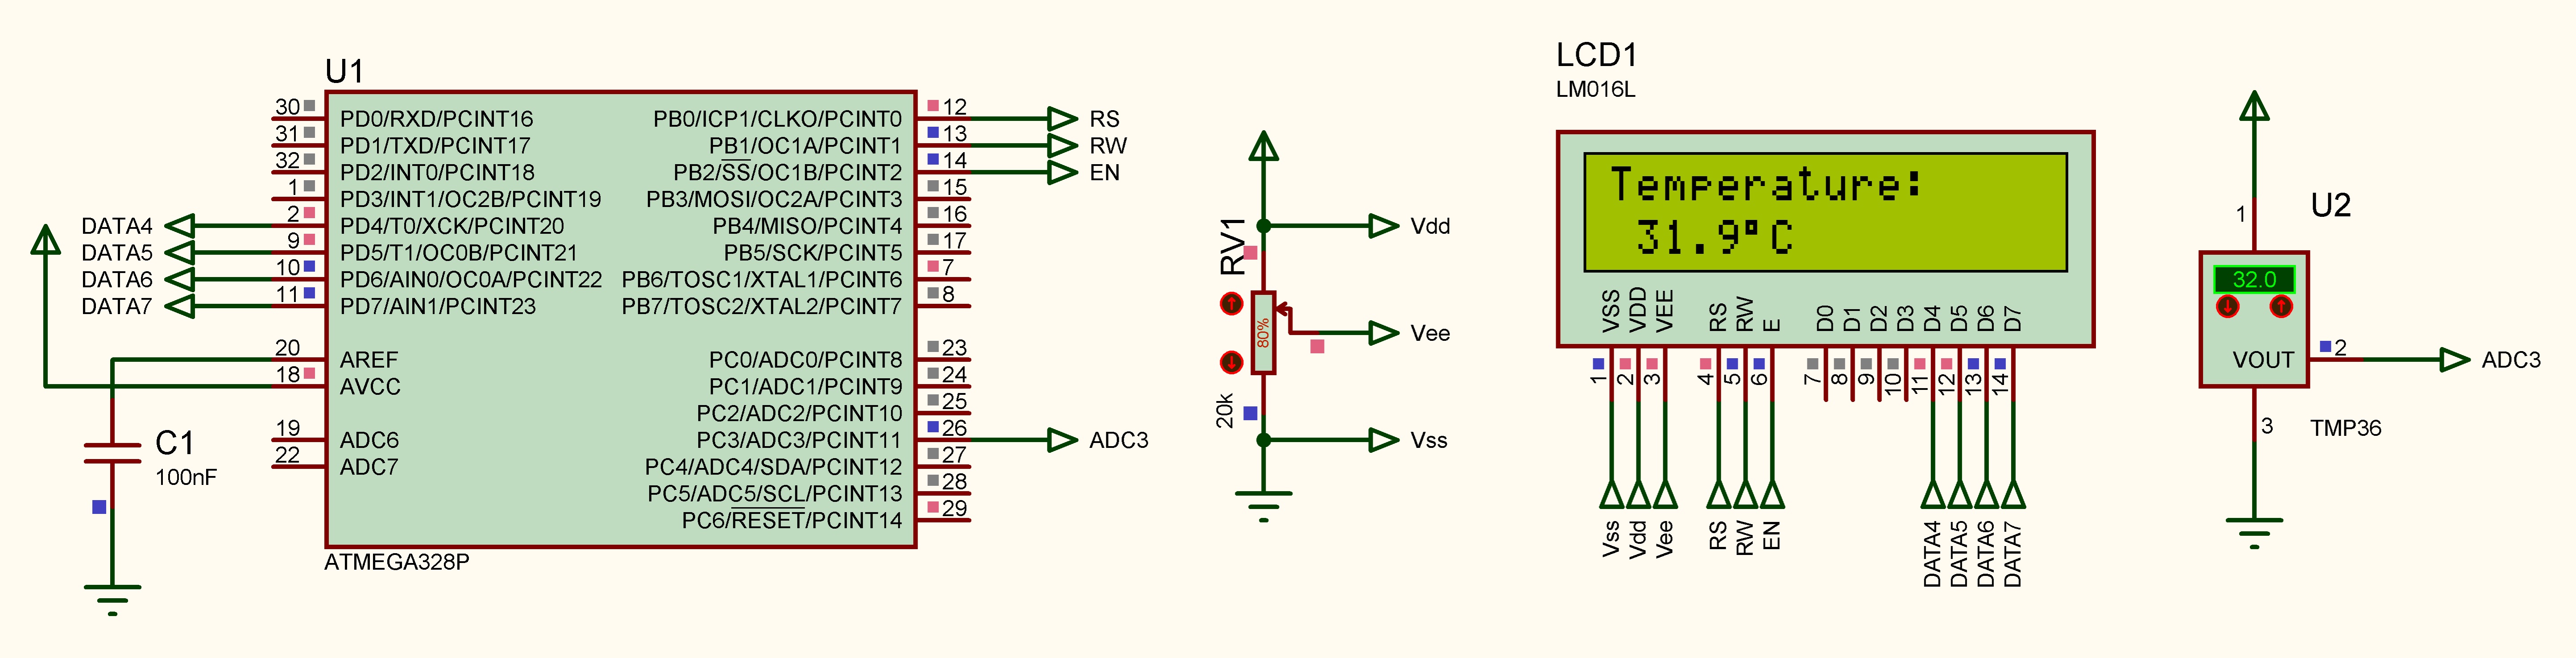 U1
30 PD0/RXD/PCINT16 PB0/ICP1/CLKO/PCINT0 12 RS
31 PD1/TXD/PCINT17 PB1/OC1A/PCINT1 13 RW
32 PD2/INT0/PCINT18 PB2/SS/OC1B/PCINT2 14 EN
1 PD3/INT1/OC2B/PCINT19 PB3/MOSI/OC2A/PCINT3 15
DATA4 2 PD4/T0/XCK/PCINT20 PB4/MISO/PCINT4 16
DATA5 9 PD5/T1/OC0B/PCINT21 PB5/SCK/PCINT5 17
DATA6 10 PD6/AIN0/OC0A/PCINT22 PB6/TOSC1/XTAL1/PCINT6 7
DATA7 11 PD7/AIN1/PCINT23 PB7/TOSC2/XTAL2/PCINT7 8
20 AREF PC0/ADC0/PCINT8 23
18 AVCC PC1/ADC1/PCINT9 24
PC2/ADC2/PCINT10 25
19 ADC6 PC3/ADC3/PCINT11 26 ADC3
22 ADC7 PC4/ADC4/SDA/PCINT12 27
PC5/ADC5/SCL/PCINT13 28
PC6/RESET/PCINT14 29
ATMEGA328P
C1
100nF
RV1
80%
20k
Vdd
Vee
Vss
LCD1
LM016L
Temperature:
31.9°C
VSS VDD VEE RS RW E D0 D1 D2 D3 D4 D5 D6 D7
1 2 3 4 5 6 7 8 9 10 11 12 13 14
Vss Vdd Vee RS RW EN DATA4 DATA5 DATA6 DATA7
1
U2
32.0
VOUT 2 ADC3
3
TMP36